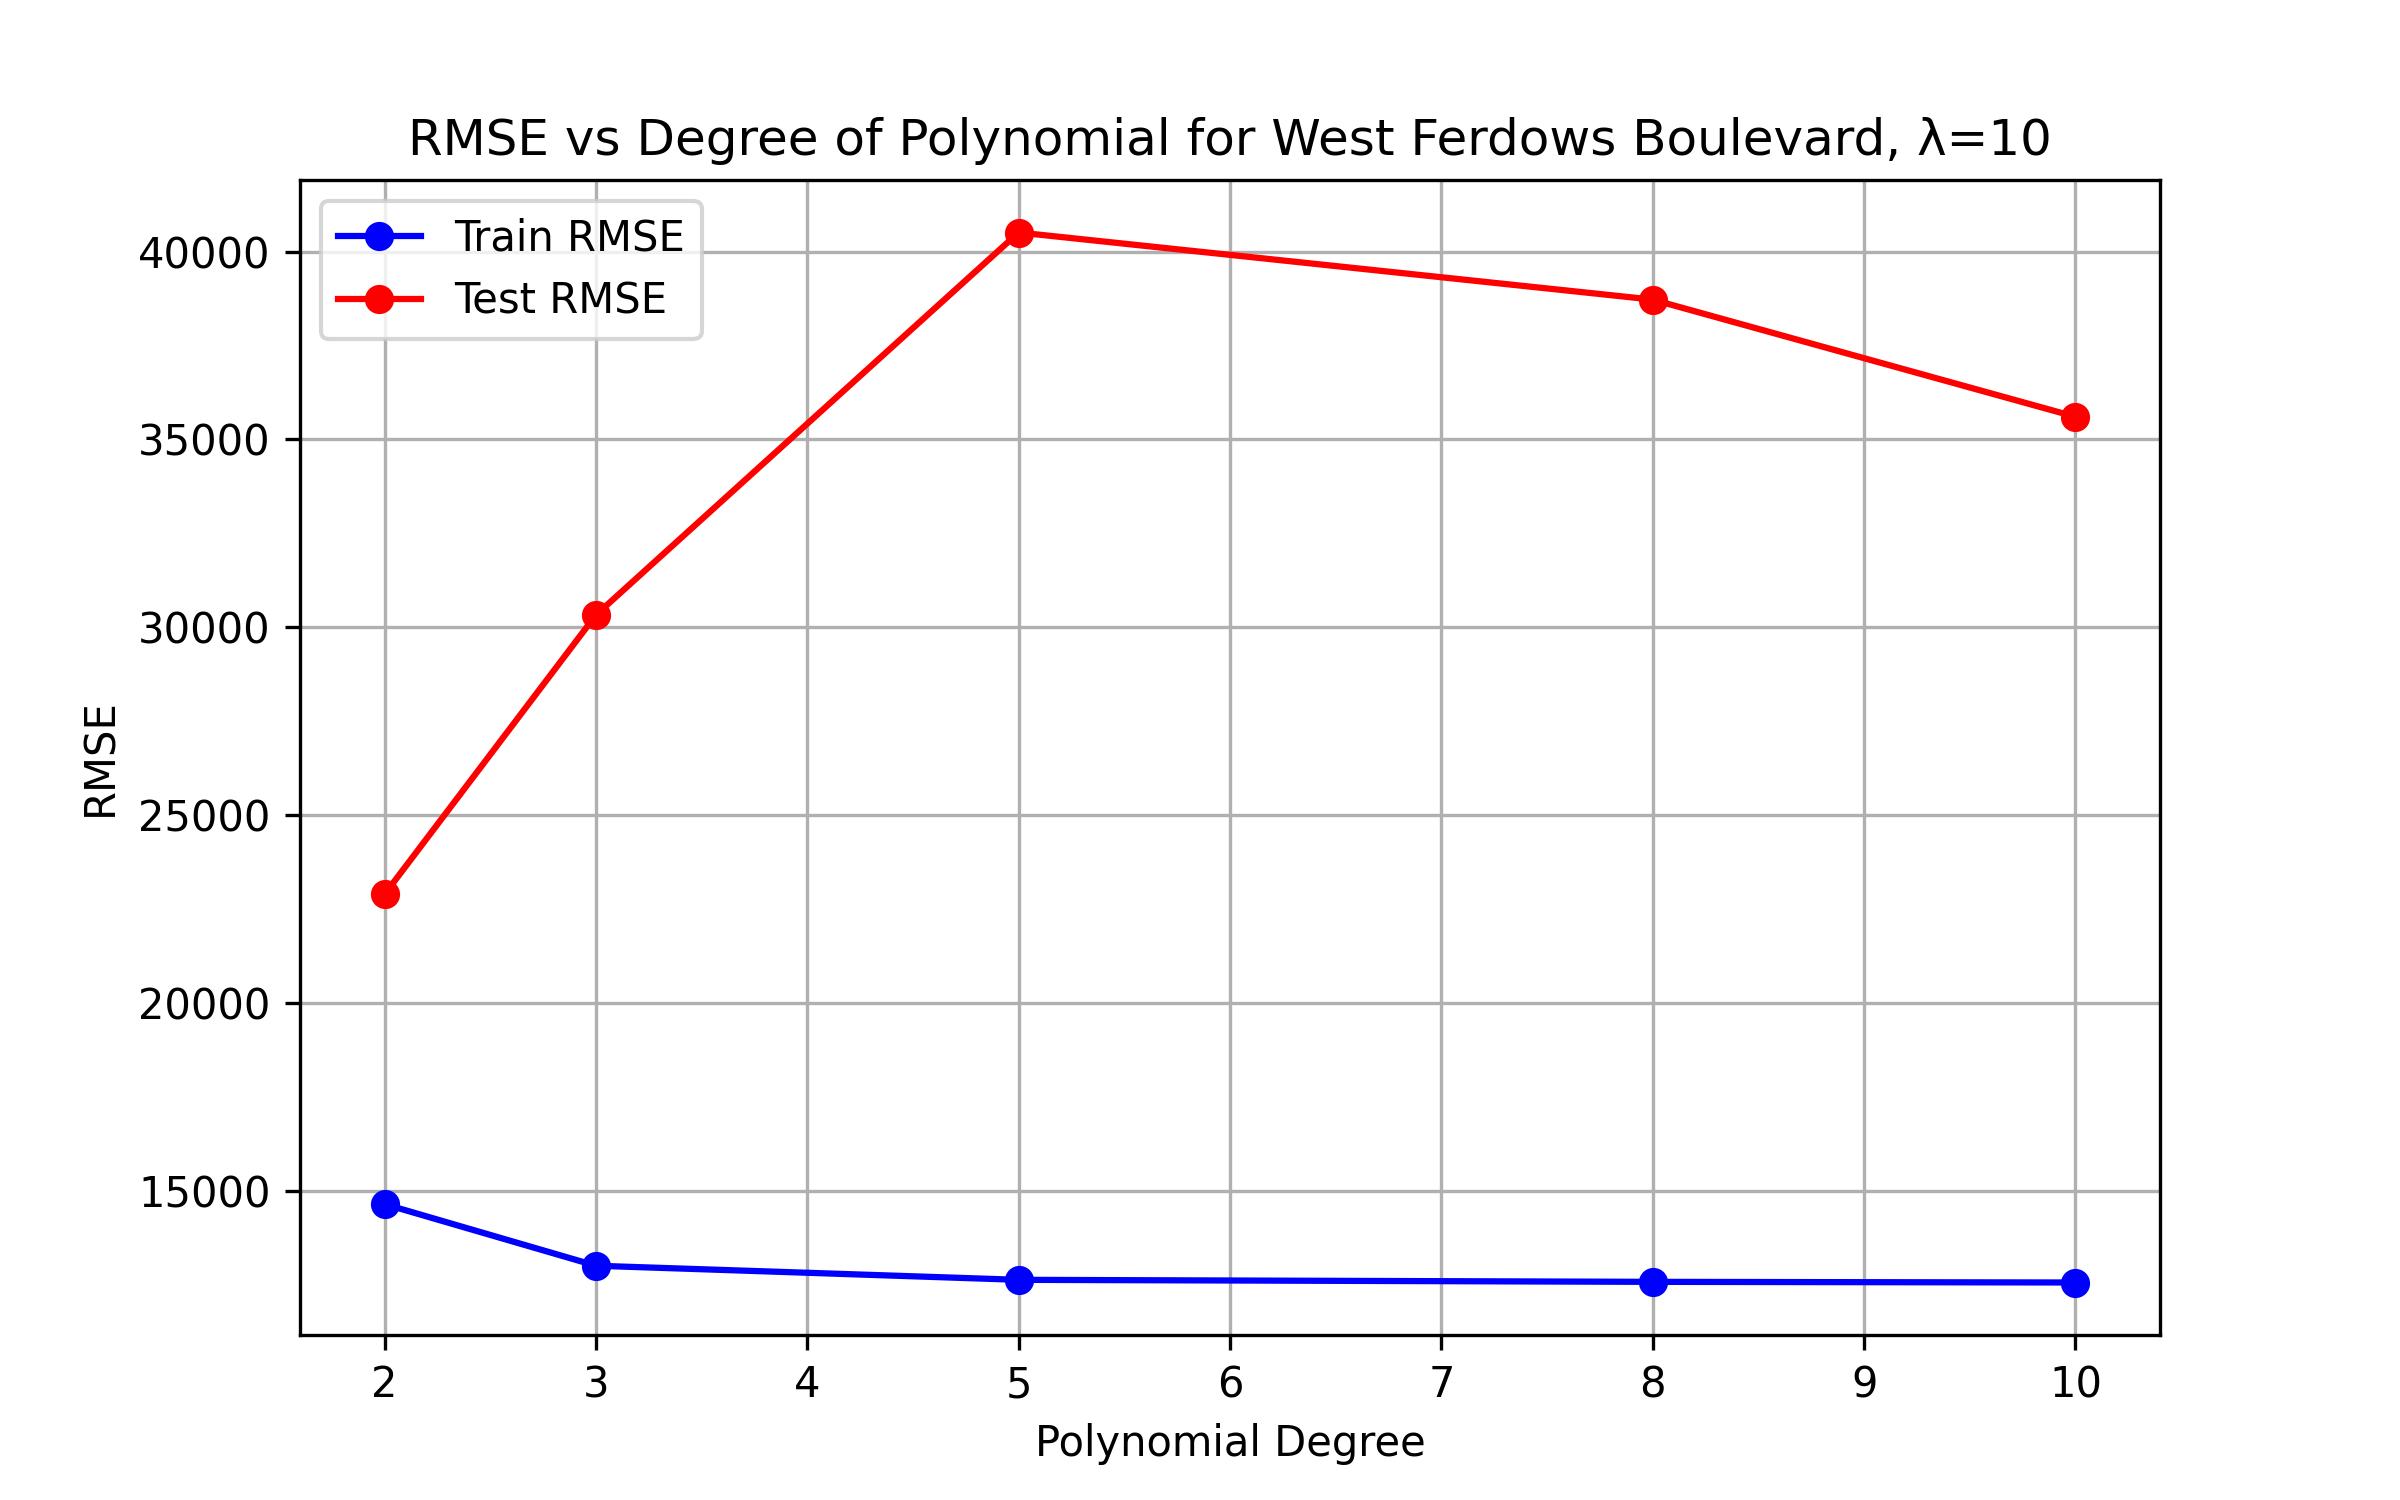 RMSE vs Degree of Polynomial for West Ferdows Boulevard, λ=10
Train RMSE
Test RMSE
RMSE
40000
35000
30000
25000
20000
15000
2 3 4 5 6 7 8 9 10
Polynomial Degree